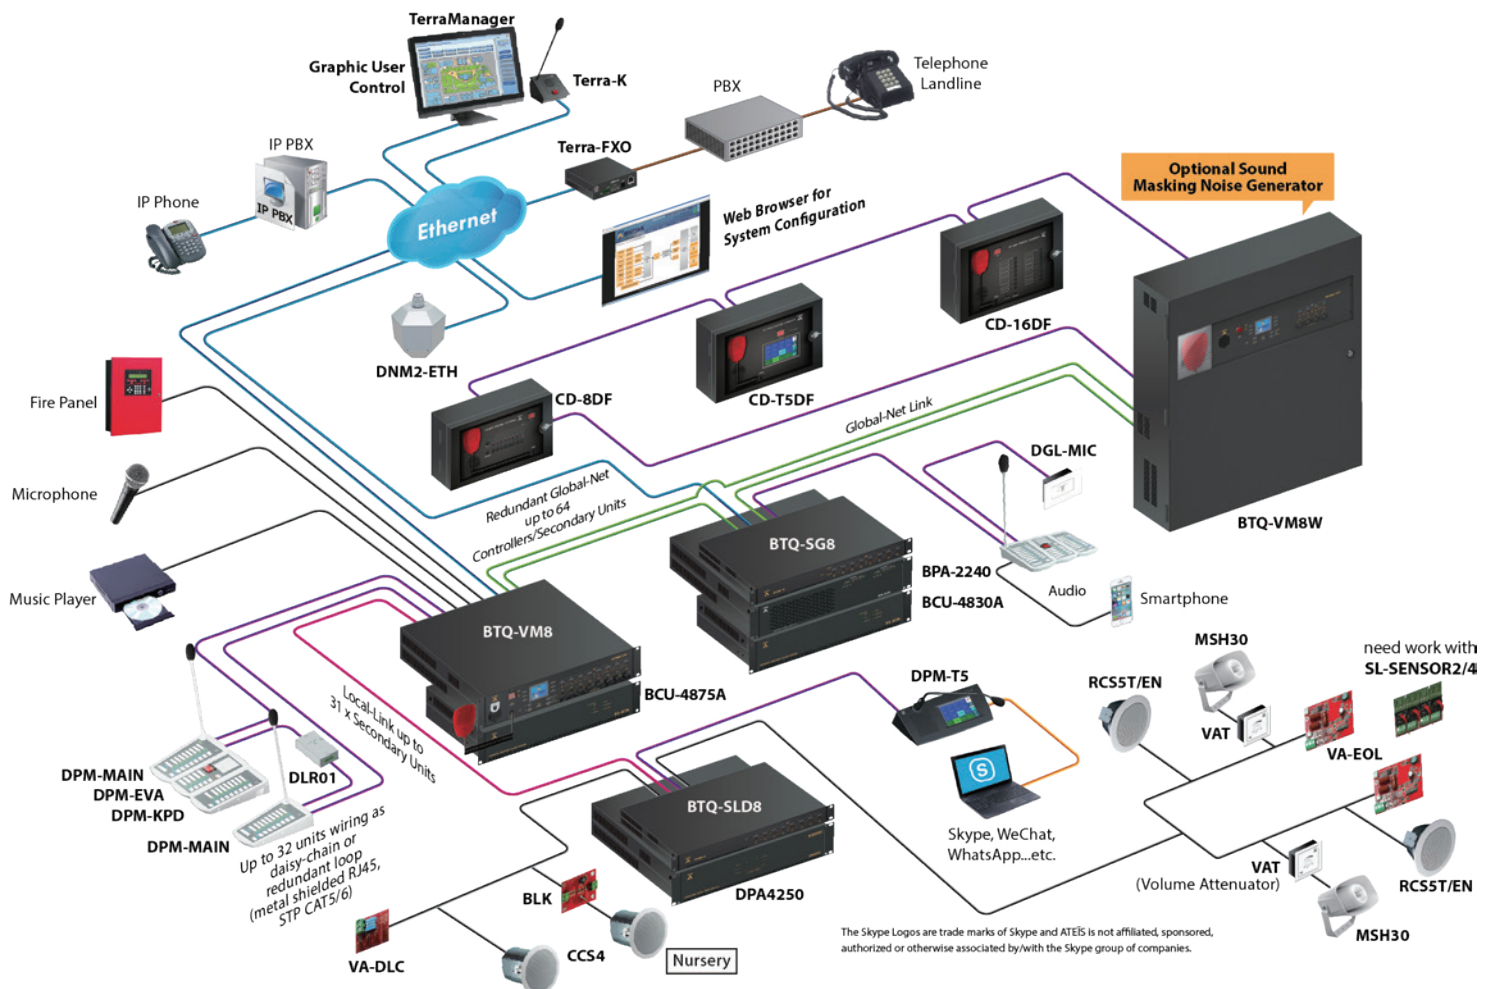 TerraManager
Graphic User
Control
Terra-K
PBX
Telephone
Landline
IP PBX
IP PBX
Terra-FXO
IP Phone
Ethernet
Web Browser for
System Configuration
Optional Sound
Masking Noise Generator
CD-16DF
DNM2-ETH
CD-T5DF
CD-8DF
Fire Panel
Global-Net Link
DGL-MIC
Microphone
Redundant Global-Net
up to 64
Controllers/Secondary Units
BTQ-VM8W
BTQ-SG8
BPA-2240
BCU-4830A
Audio
Smartphone
Music Player
BTQ-VM8
BCU-4875A
MSH30
need work with
SL-SENSOR2/4
DPM-T5
RCS5T/EN
VAT
VA-EOL
Local-Link up to
31 x Secondary Units
DLR01
DPM-MAIN
DPM-EVA
DPM-KPD
DPM-MAIN
Up to 32 units wiring as
daisy-chain or
redundant loop
(metal shielded RJ45,
STP CAT5/6)
BTQ-SLD8
S
Skype, WeChat,
WhatsApp...etc.
VAT
(Volume Attenuator)
RCS5T/EN
BLK
DPA4250
MSH30
VA-DLC
CCS4
Nursery
The Skype Logos are trade marks of Skype and ATEÏS is not affiliated, sponsored,
authorized or otherwise associated by/with the Skype group of companies.